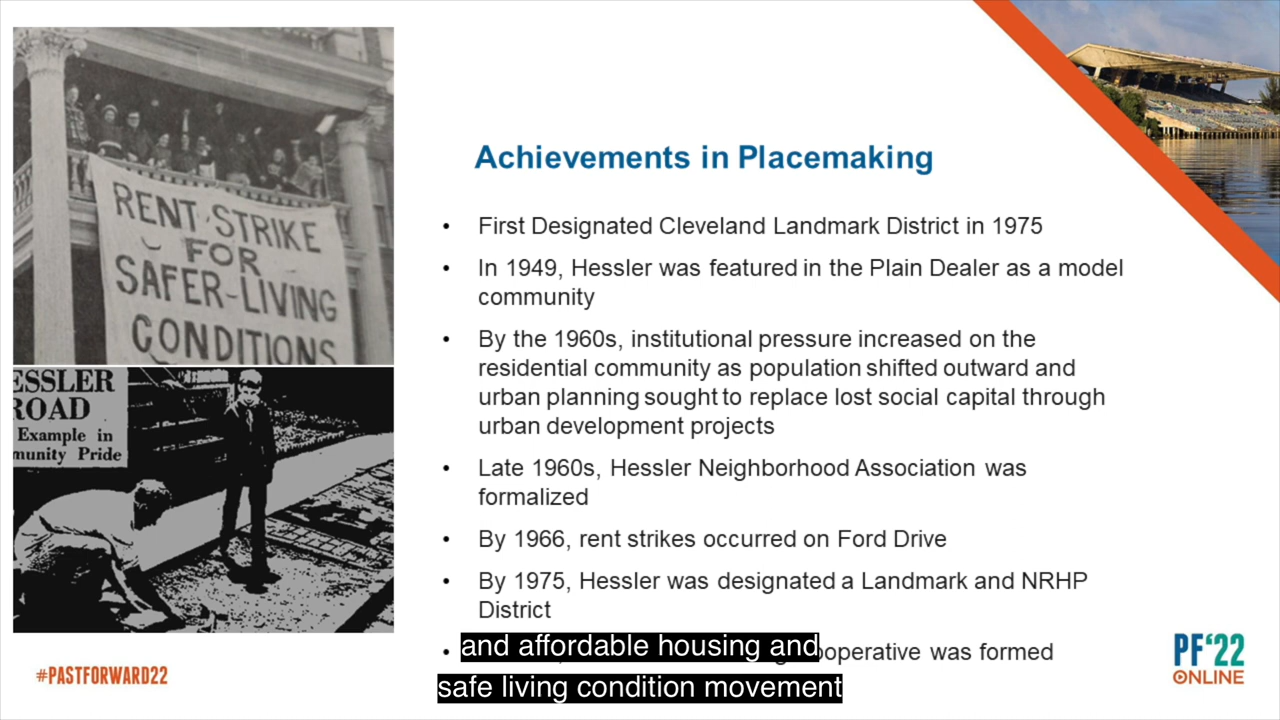 RENT STRIKE
FOR
SAFER-LIVING
CONDITIONS
ESSLER
ROAD
Example in
munity Pride
Achievements in Placemaking
• First Designated Cleveland Landmark District in 1975
• In 1949, Hessler was featured in the Plain Dealer as a model
community
• By the 1960s, institutional pressure increased on the
residential community as population shifted outward and
urban planning sought to replace lost social capital through
urban development projects
• Late 1960s, Hessler Neighborhood Association was
formalized
• By 1966, rent strikes occurred on Ford Drive
• By 1975, Hessler was designated a Landmark and NRHP
District
• was formed
and affordable housing and
safe living condition movement
#PASTFORWARD22
PF'22
ONLINE